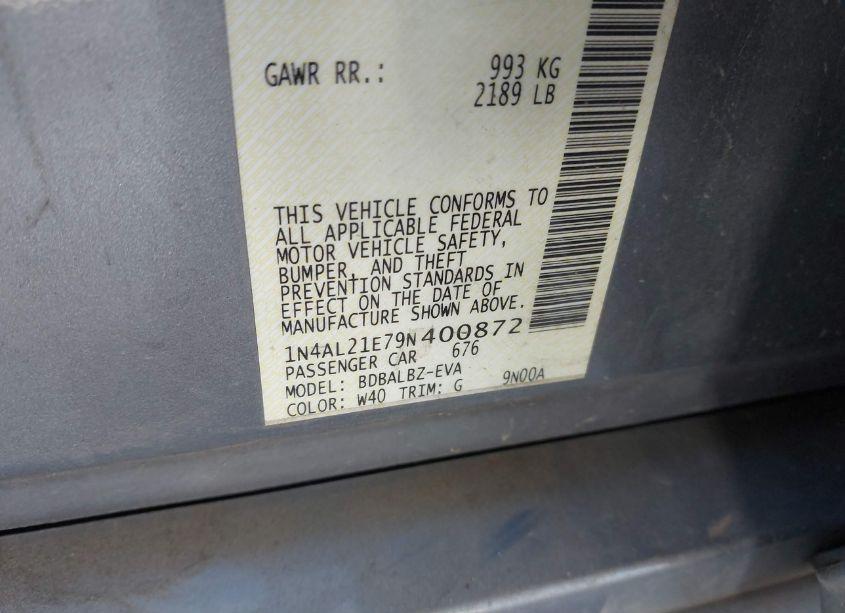 GAWR RR.: 993 KG
2189 LB
THIS VEHICLE CONFORMS TO
ALL APPLICABLE FEDERAL
MOTOR VEHICLE SAFETY,
BUMPER, AND THEFT
PREVENTION STANDARDS IN
EFFECT ON THE DATE OF
MANUFACTURE SHOWN ABOVE.
1N4AL21E79N400872
PASSENGER CAR 676
MODEL: BDBALBZ-EVA
COLOR: W40 TRIM: G 9N00A